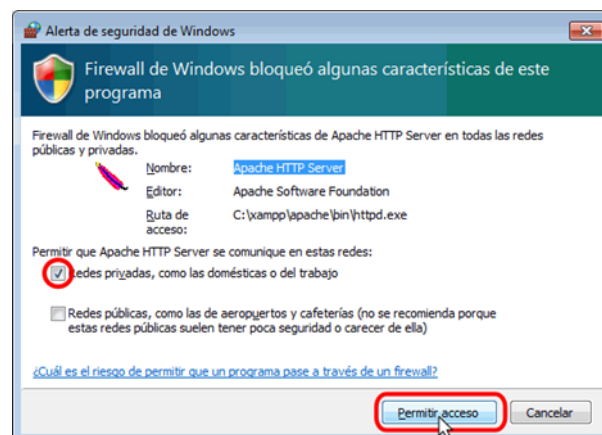 Alerta de seguridad de Windows
Firewall de Windows bloqueó algunas características de este
programa
Firewall de Windows bloqueó algunas características de Apache HTTP Server en todas las redes
públicas y privadas.
Nombre: Apache HTTP Server
Editor: Apache Software Foundation
Ruta de C:\xampp\apache\bin\httpd.exe
acceso:
Permitir que Apache HTTP Server se comunique en estas redes:
Redes privadas, como las domésticas o del trabajo
Redes públicas, como las de aeropuertos y cafeterías (no se recomienda porque
estas redes públicas suelen tener poca seguridad o carecer de ella)
¿Cuál es el riesgo de permitir que un programa pase a través de un firewall?
Permitir acceso Cancelar